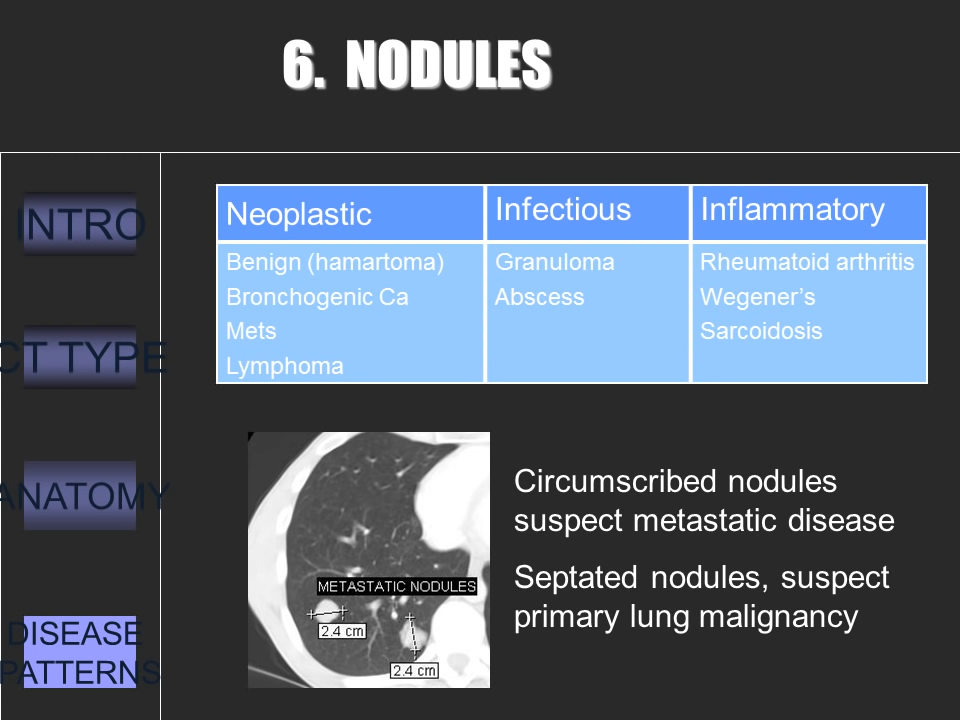 6. NODULES
INTRO
CT TYPE
ANATOMY
DISEASE
PATTERNS
Neoplastic
Infectious
Inflammatory
Benign (hamartoma)
Bronchogenic Ca
Mets
Lymphoma
Granuloma
Abscess
Rheumatoid arthritis
Wegener’s
Sarcoidosis
METASTATIC NODULES
2.4 cm
2.4 cm
Circumscribed nodules
suspect metastatic disease
Septated nodules, suspect
primary lung malignancy